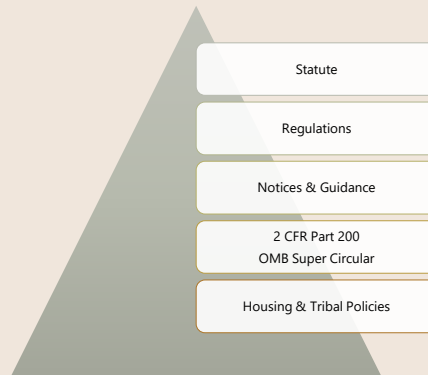 Statute
Regulations
Notices & Guidance
2 CFR Part 200
OMB Super Circular
Housing & Tribal Policies